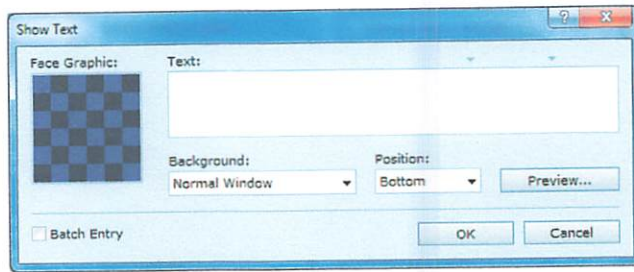 Show Text
Face Graphic: Text:
Background: Position:
Normal Window Bottom Preview...
Batch Entry OK Cancel